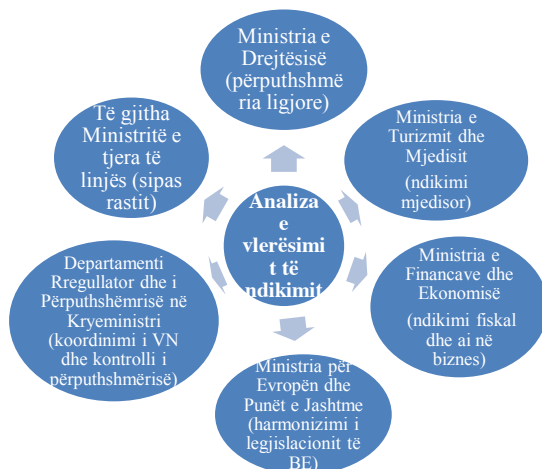 Ministria e
Drejtësisë
(përputhshmë
ria ligjore)
Të gjitha
Ministritë e
tjera të
linjës (sipas
rastit)
Ministria e
Turizmit dhe
Mjedisit
(ndikimi
mjedisor)
Analiza
e
vlerësimi
t të
ndikimit
Departamenti
Rregullator dhe i
Përputhshëmrisë në
Kryeministri
(koordinimi i VN
dhe kontrolli i
përputhshmërisë)
Ministria e
Financave dhe
Ekonomisë
(ndikimi fiskal
dhe ai në
biznes)
Ministria për
Evropën dhe
Punët e Jashtme
(harmonizimi i
legjislacionit të
BE)